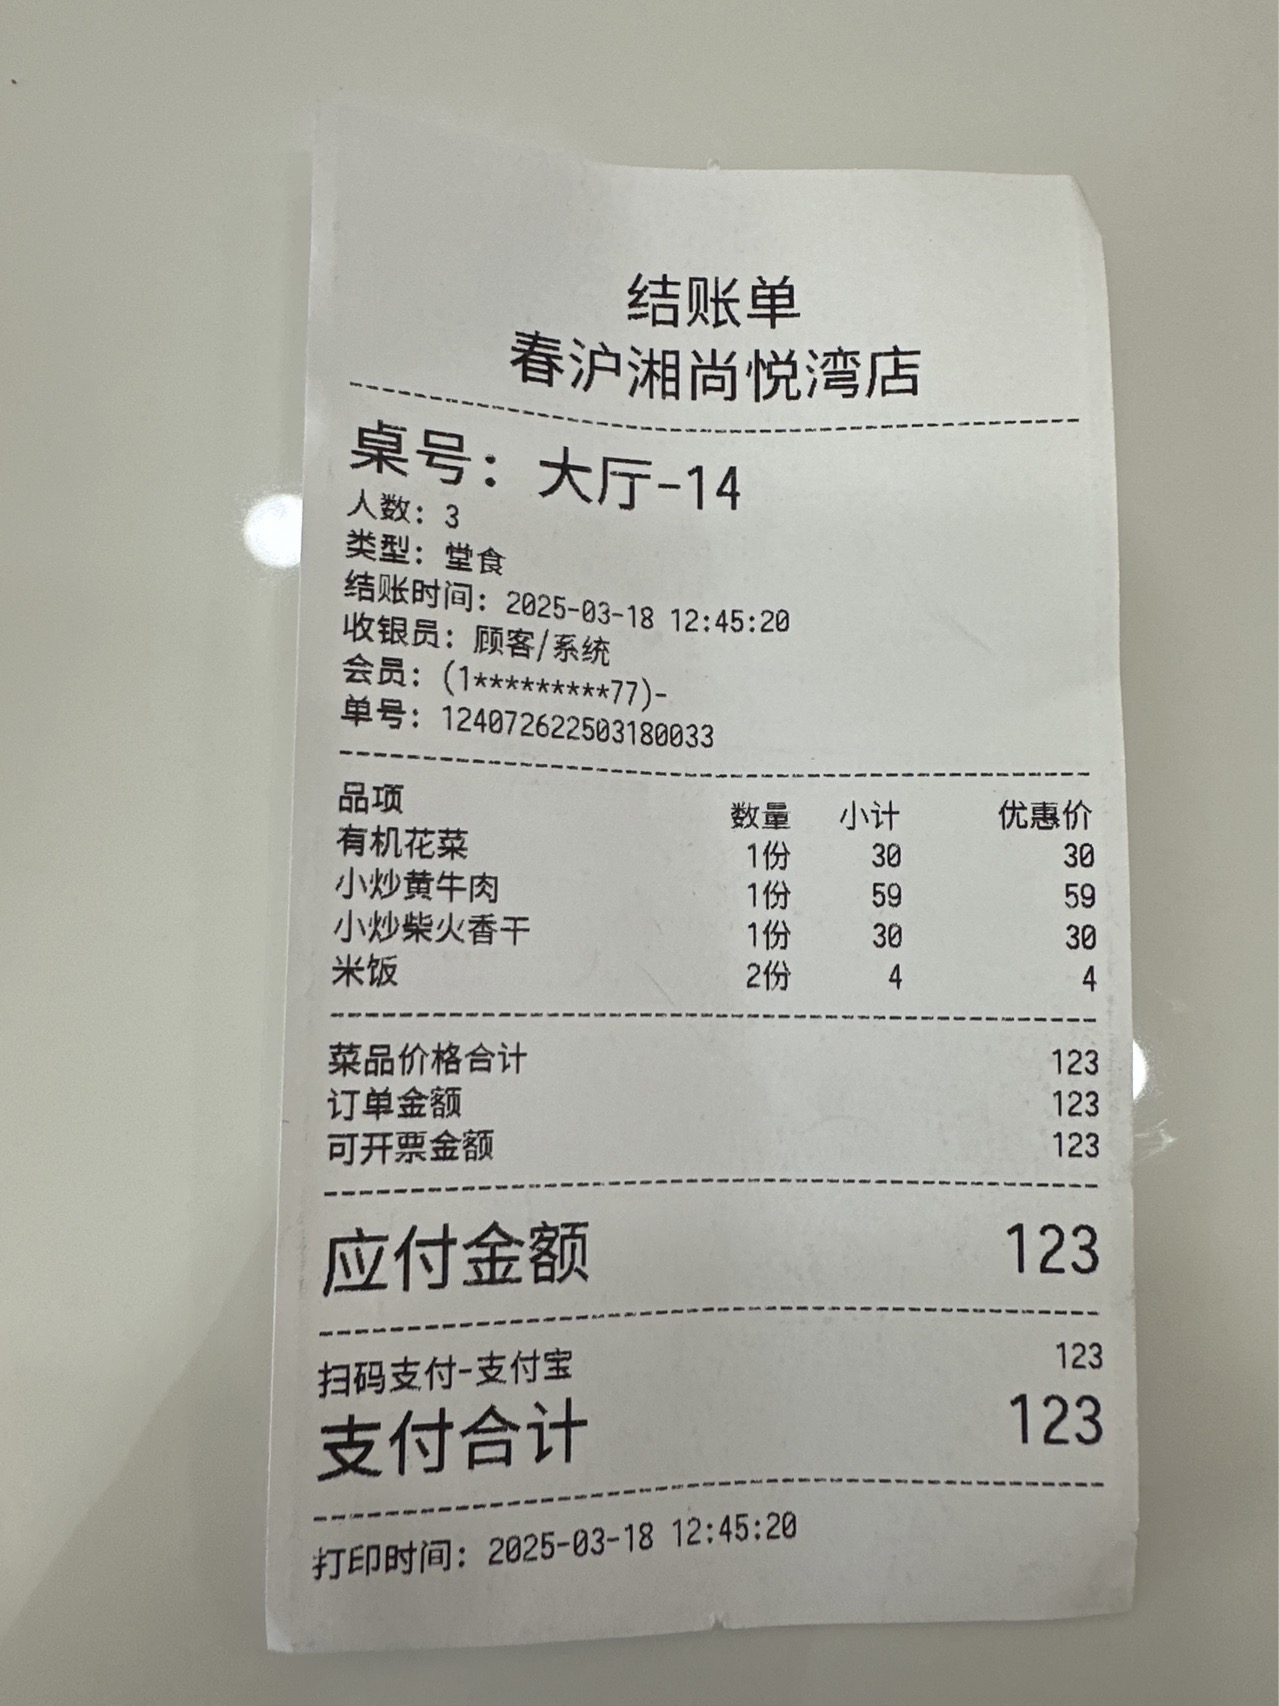 结账单
春沪湘尚悦湾店
桌号：大厅-14
人数：3
类型：堂食
结账时间：2025-03-18 12:45:20
收银员：顾客/系统
会员：(1*********77)-
单号：124072622503180033
品项 数量 小计 优惠价
有机花菜 1份 30 30
小炒黄牛肉 1份 59 59
小炒柴火香干 1份 30 30
米饭 2份 4 4
菜品价格合计 123
订单金额 123
可开票金额 123
应付金额 123
扫码支付-支付宝 123
支付合计 123
打印时间：2025-03-18 12:45:20